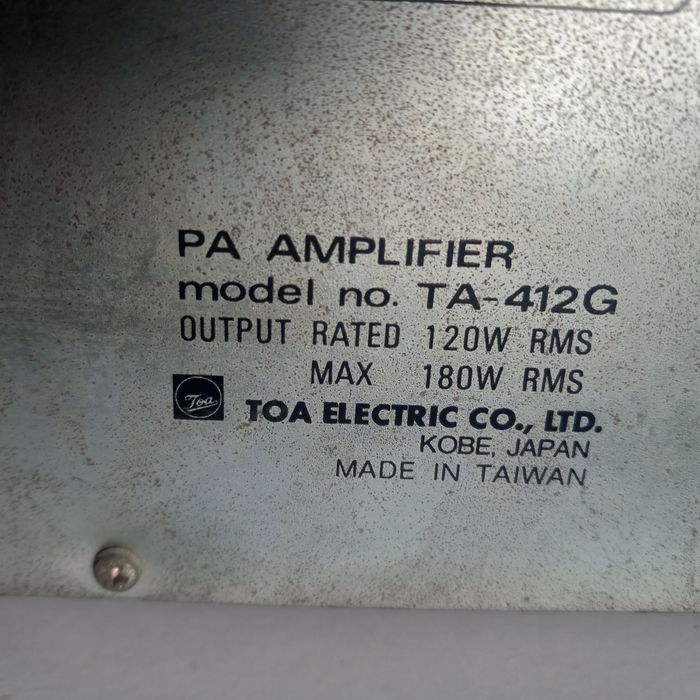 PA AMPLIFIER
model no. TA-412G
OUTPUT RATED 120W RMS
MAX 180W RMS
Toa
TOA ELECTRIC CO., LTD.
KOBE, JAPAN
MADE IN TAIWAN